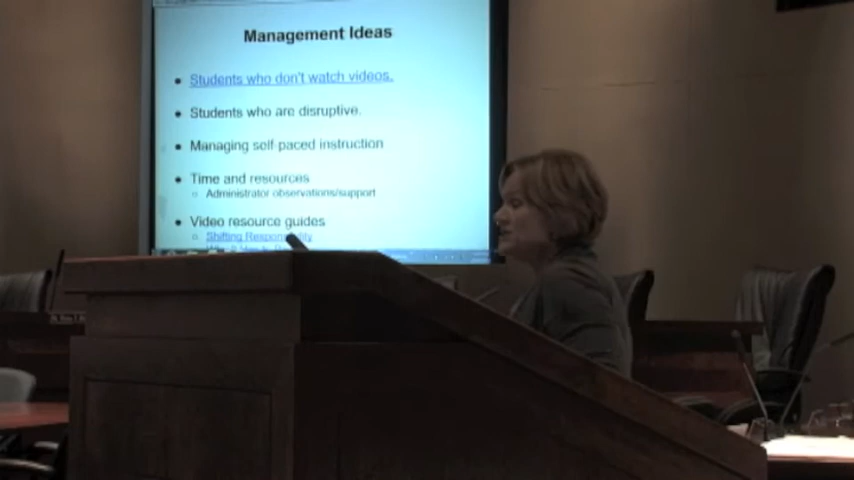 Management Ideas
Students who don't watch videos.
Students who are disruptive.
Managing self-paced instruction
Time and resources
Administrator observations/support
Video resource guides
Shifting Responsibility